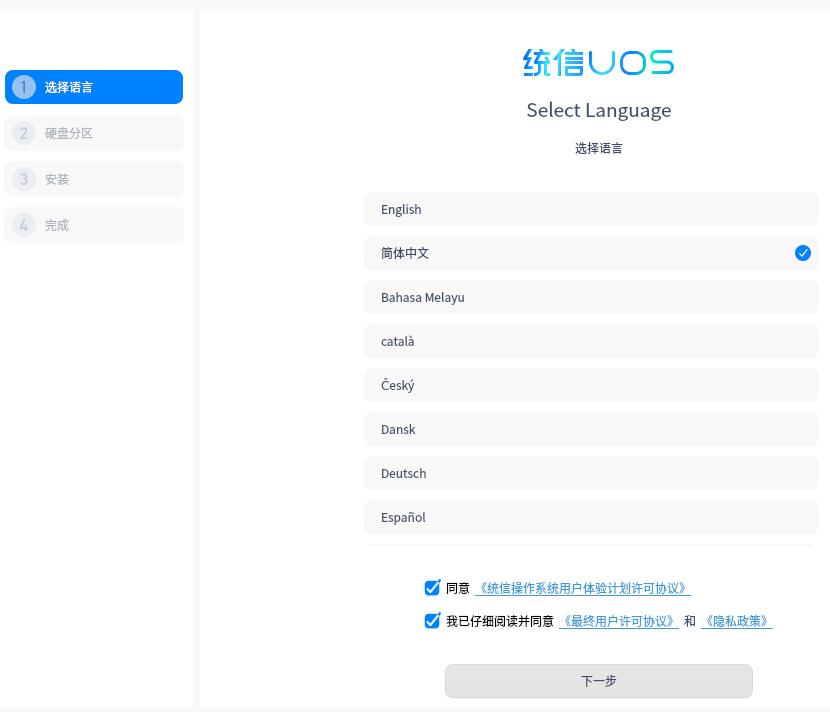 1 选择语言
2 硬盘分区
3 安装
4 完成
统信UOS
Select Language
选择语言
English
简体中文
Bahasa Melayu
català
Český
Dansk
Deutsch
Español
同意 《统信操作系统用户体验计划许可协议》
我已仔细阅读并同意 《最终用户许可协议》 和 《隐私政策》
下一步